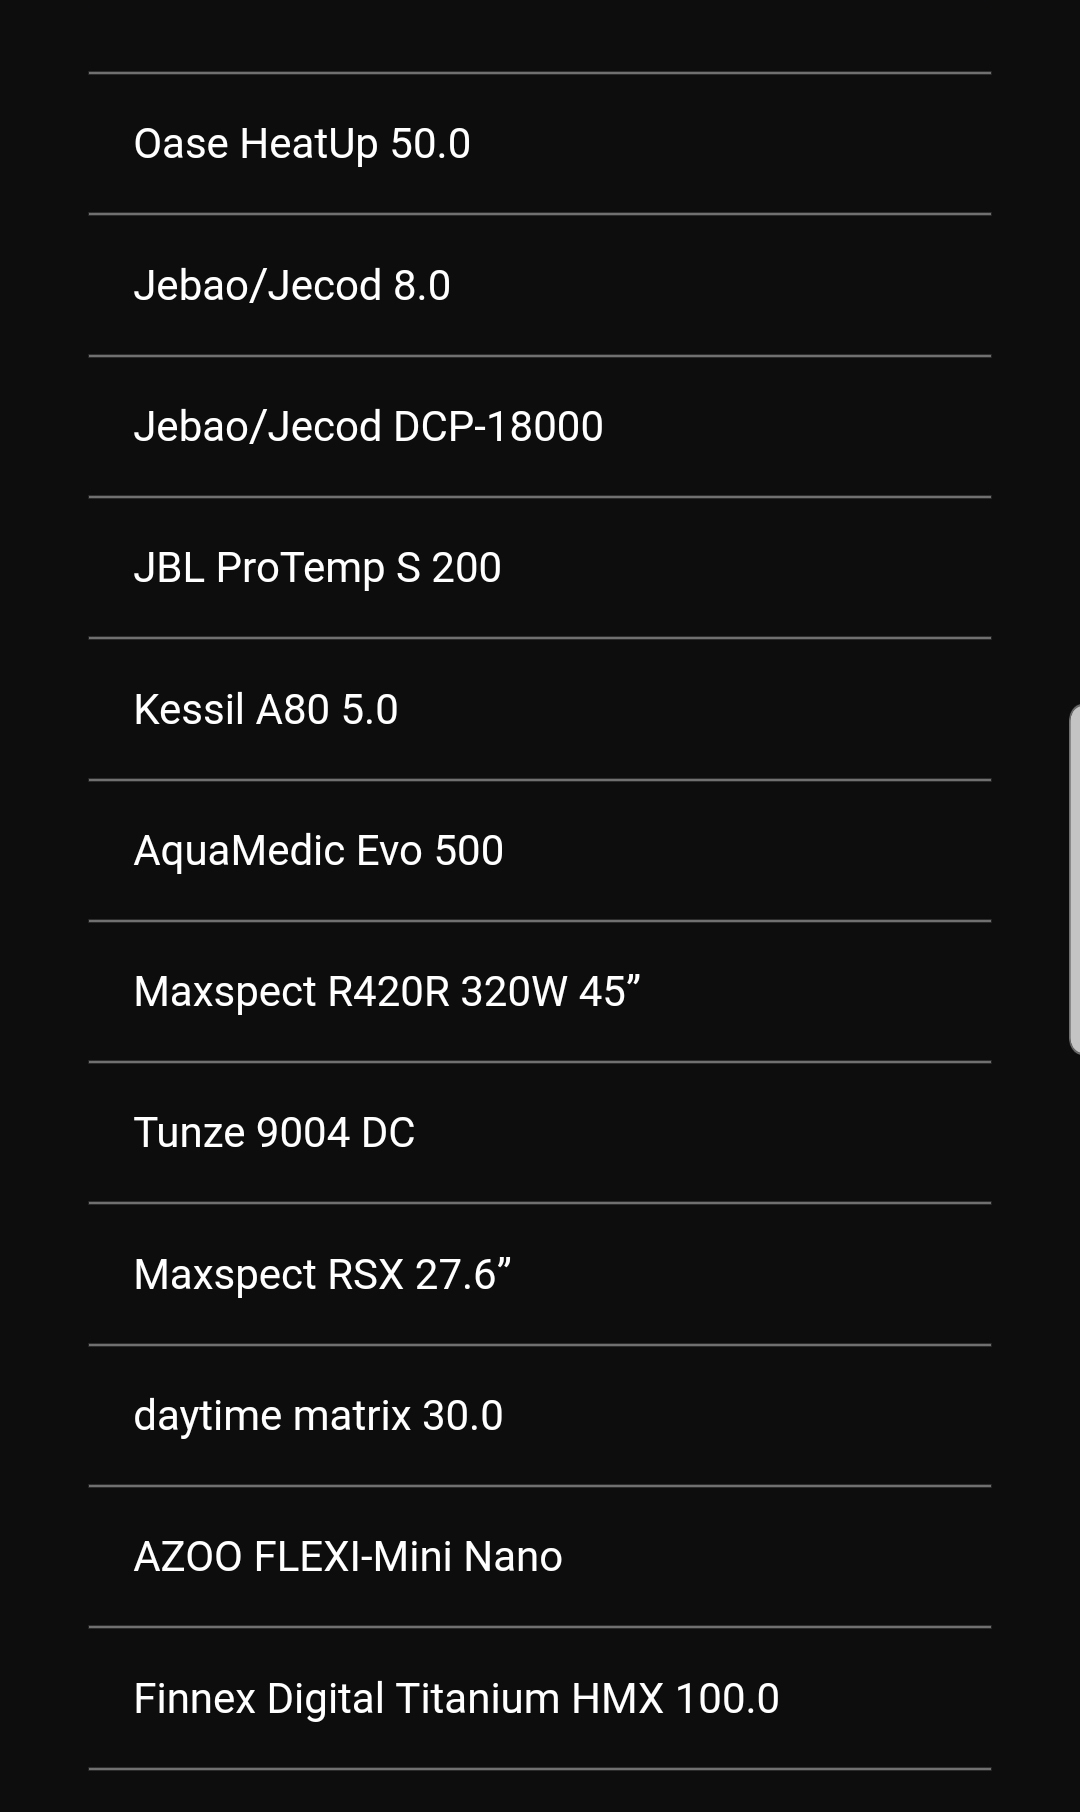 Oase HeatUp 50.0
Jebao/Jecod 8.0
Jebao/Jecod DCP-18000
JBL ProTemp S 200
Kessil A80 5.0
AquaMedic Evo 500
Maxspect R420R 320W 45”
Tunze 9004 DC
Maxspect RSX 27.6”
daytime matrix 30.0
AZOO FLEXI-Mini Nano
Finnex Digital Titanium HMX 100.0